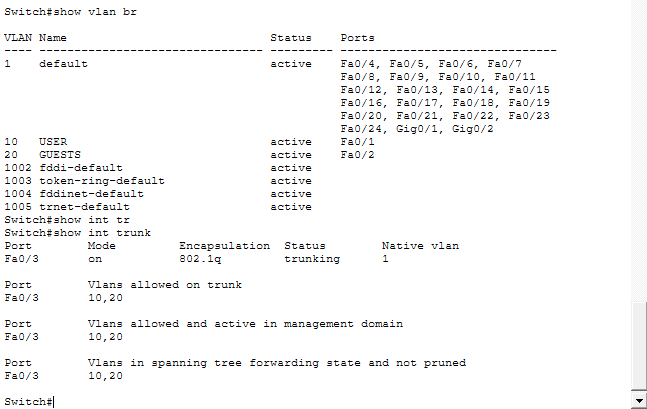 Switch#show vlan br
VLAN Name                             Status    Ports
---- -------------------------------- --------- -------------------------------
1    default                          active    Fa0/4, Fa0/5, Fa0/6, Fa0/7
                                                Fa0/8, Fa0/9, Fa0/10, Fa0/11
                                                Fa0/12, Fa0/13, Fa0/14, Fa0/15
                                                Fa0/16, Fa0/17, Fa0/18, Fa0/19
                                                Fa0/20, Fa0/21, Fa0/22, Fa0/23
                                                Fa0/24, Gig0/1, Gig0/2
10   USER                             active    Fa0/1
20   GUESTS                           active    Fa0/2
1002 fddi-default                     active
1003 token-ring-default               active
1004 fddinet-default                  active
1005 trnet-default                    active
Switch#show int tr
Switch#show int trunk
Port        Mode         Encapsulation  Status        Native vlan
Fa0/3       on           802.1q         trunking      1
Port        Vlans allowed on trunk
Fa0/3       10,20
Port        Vlans allowed and active in management domain
Fa0/3       10,20
Port        Vlans in spanning tree forwarding state and not pruned
Fa0/3       10,20
Switch#